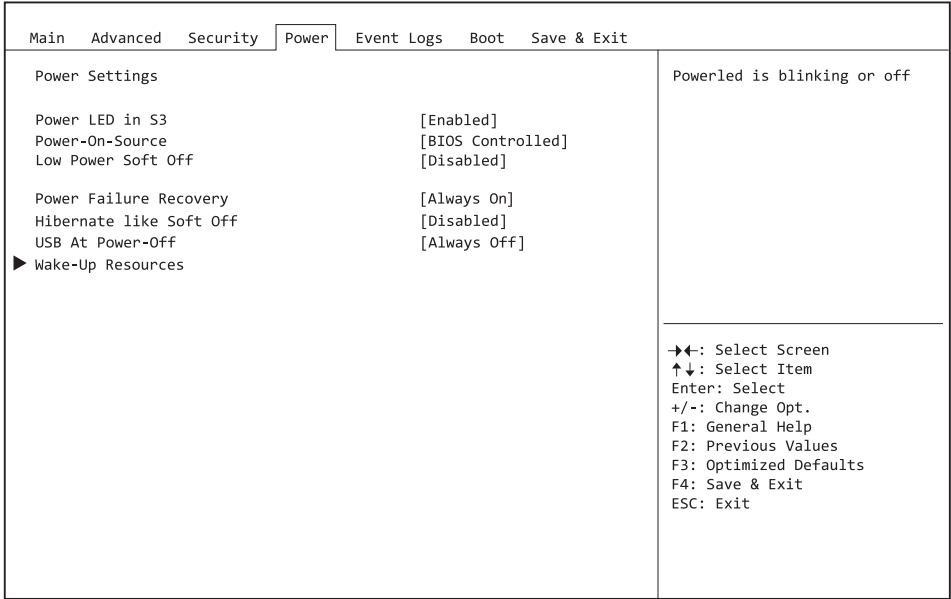 Main Advanced Security Power Event Logs Boot Save & Exit
Power Settings
Power LED in S3 [Enabled]
Power-On-Source [BIOS Controlled]
Low Power Soft Off [Disabled]
Power Failure Recovery [Always On]
Hibernate like Soft Off [Disabled]
USB At Power-Off [Always Off]
▶ Wake-Up Resources
Powerled is blinking or off
→←: Select Screen
↑↓: Select Item
Enter: Select
+/-: Change Opt.
F1: General Help
F2: Previous Values
F3: Optimized Defaults
F4: Save & Exit
ESC: Exit